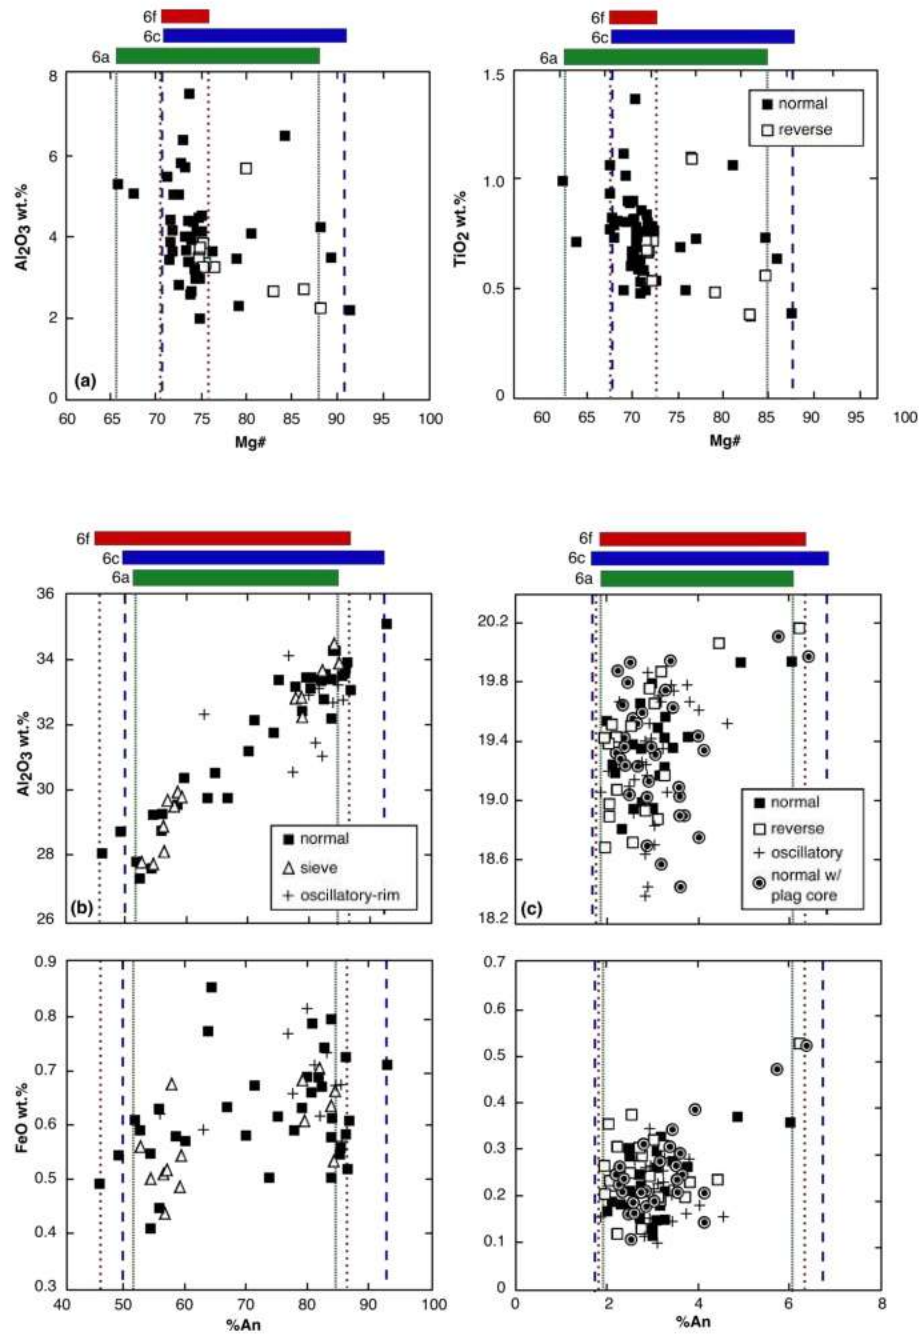 6f
6c
6a
8
6
4
2
0
Al2O3 wt.%
(a)
60 65 70 75 80 85 90 95 100
Mg#
6f
6c
6a
1.5
1.0
0.5
0
TiO2 wt.%
normal
reverse
60 65 70 75 80 85 90 95 100
Mg#
6f
6c
6a
36
34
32
30
28
26
Al2O3 wt.%
normal
sieve
oscillatory-rim
(b)
6f
6c
6a
20.2
19.8
19.4
19.0
18.6
18.2
normal
reverse
oscillatory
normal w/
plag core
(c)
0.9
0.8
0.7
0.6
0.5
0.4
0.3
FeO wt.%
40 50 60 70 80 90 100
%An
0.7
0.6
0.5
0.4
0.3
0.2
0.1
0
0 2 4 6 8
%An